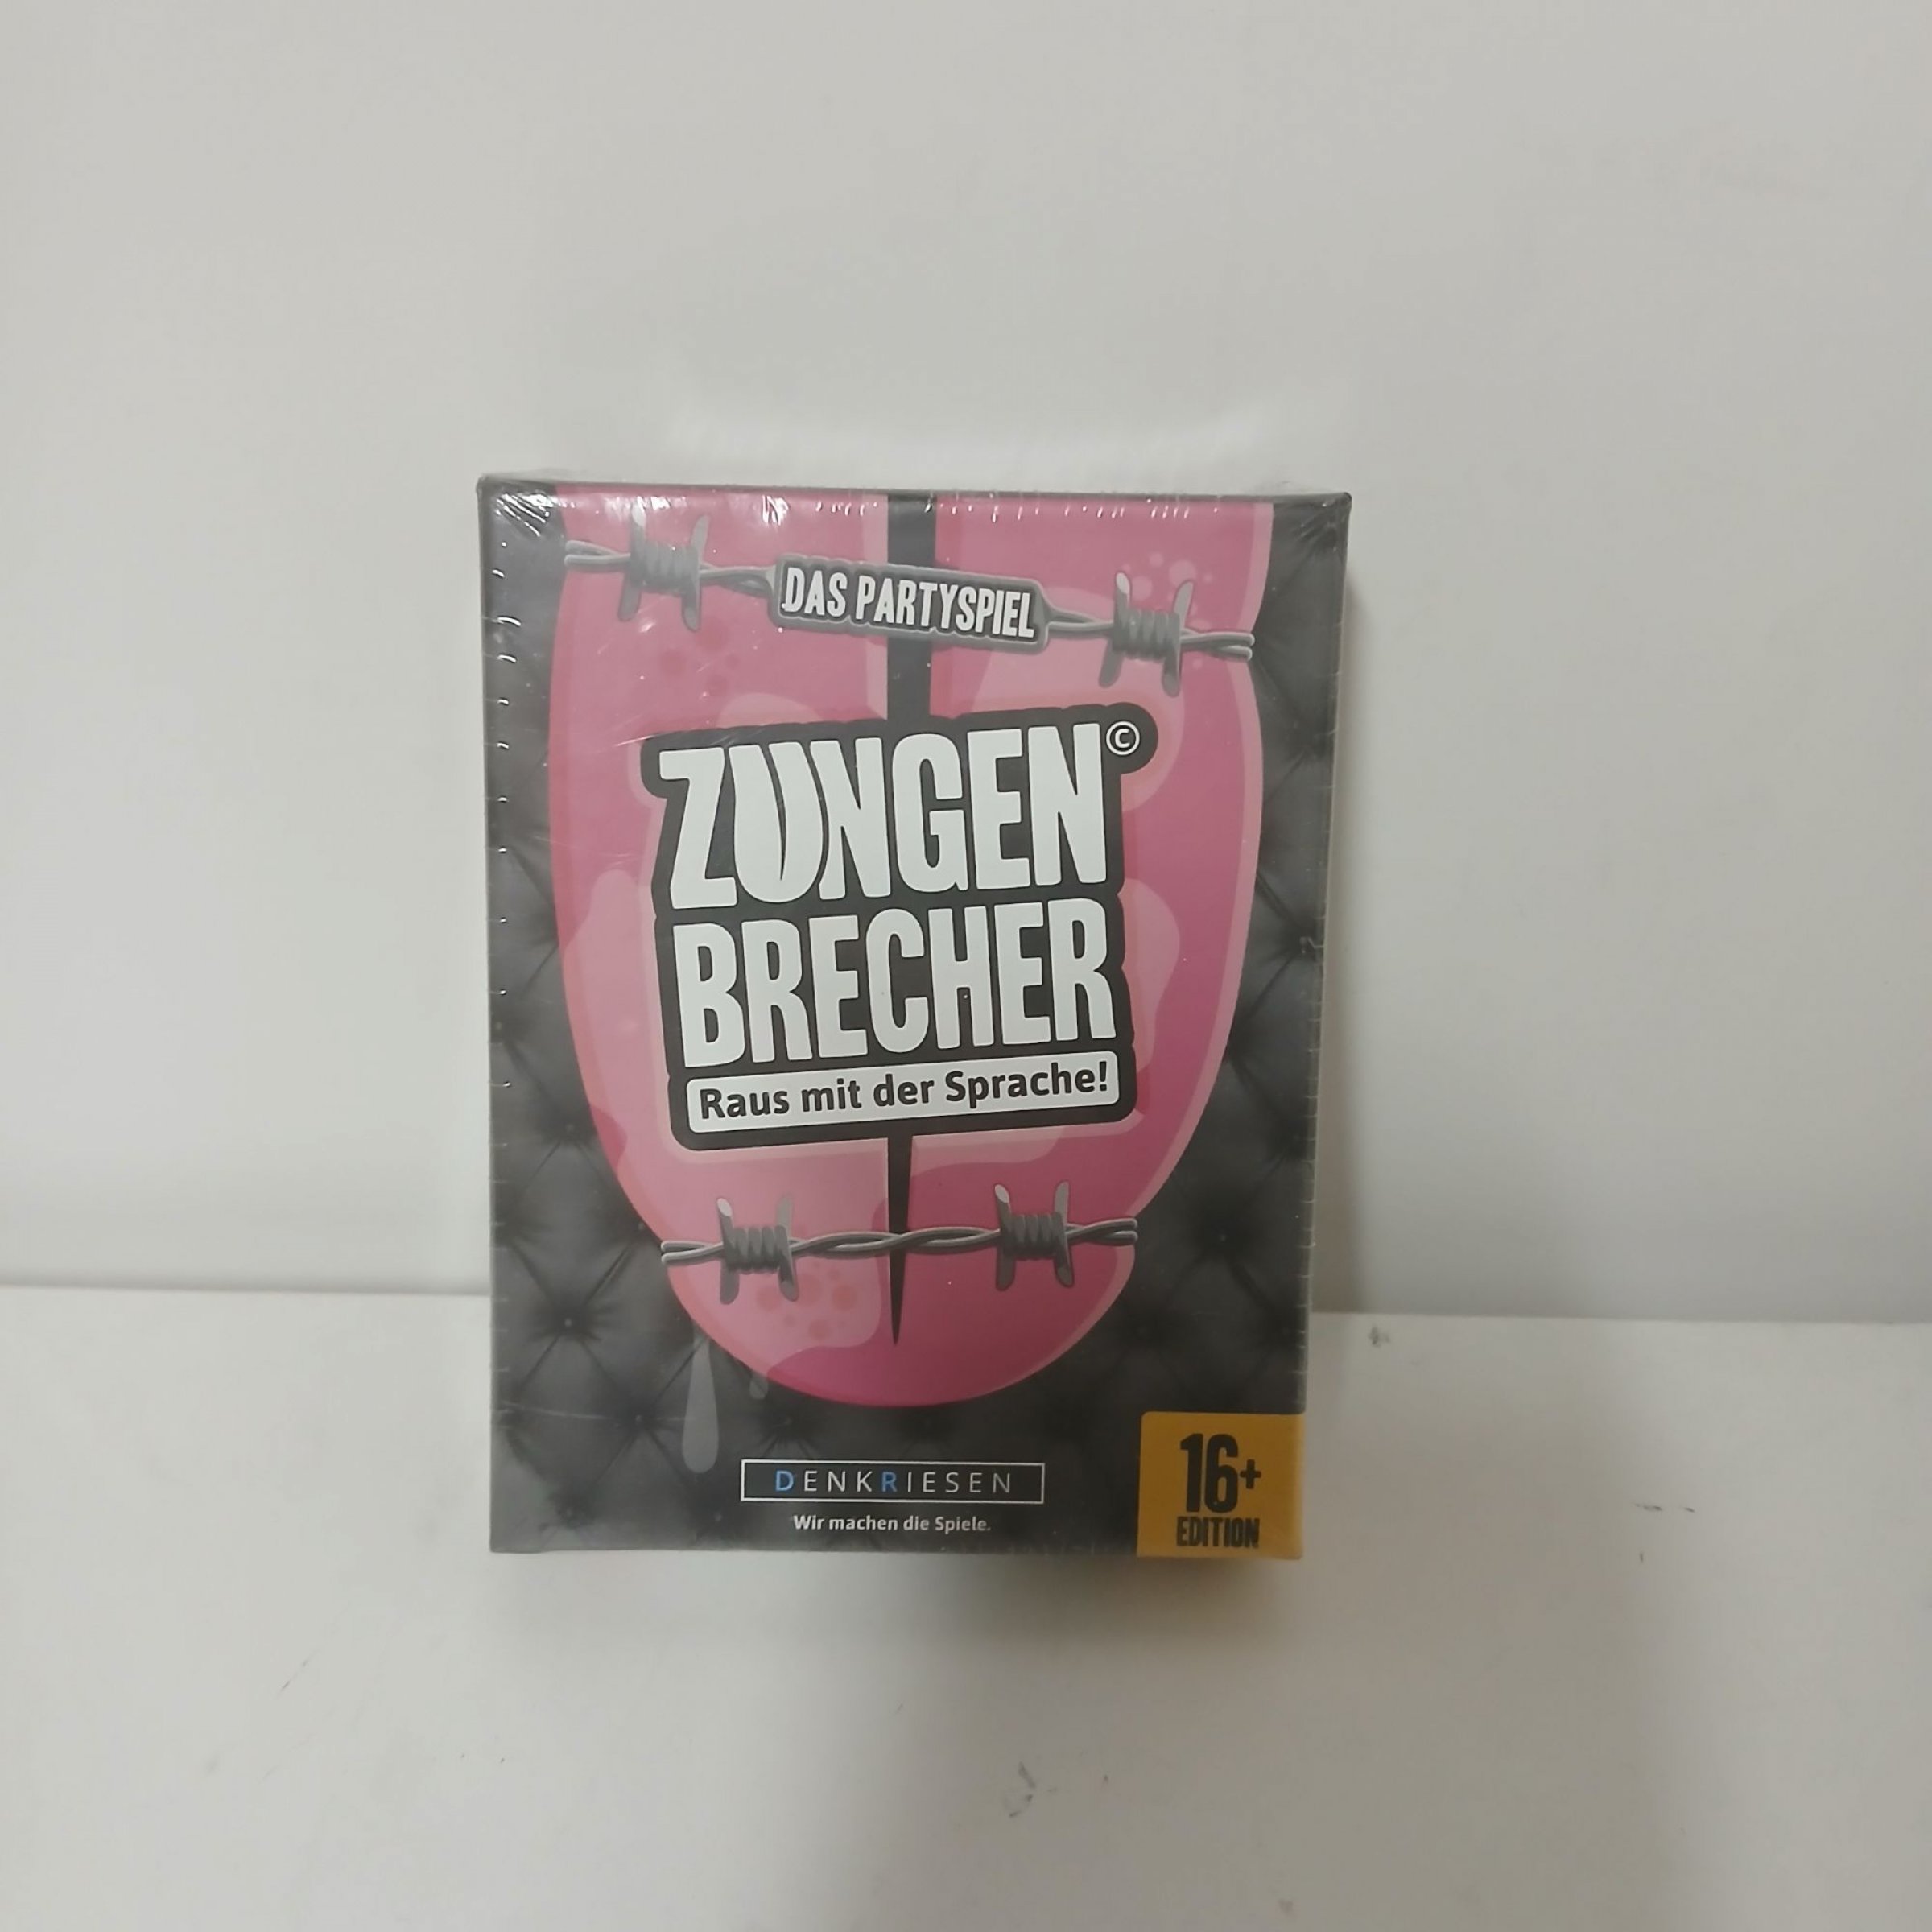 DAS PARTYSPIEL
ZUNGEN©
BRECHER
Raus mit der Sprache!
DENKRIESEN
Wir machen die Spiele.
16+
EDITION